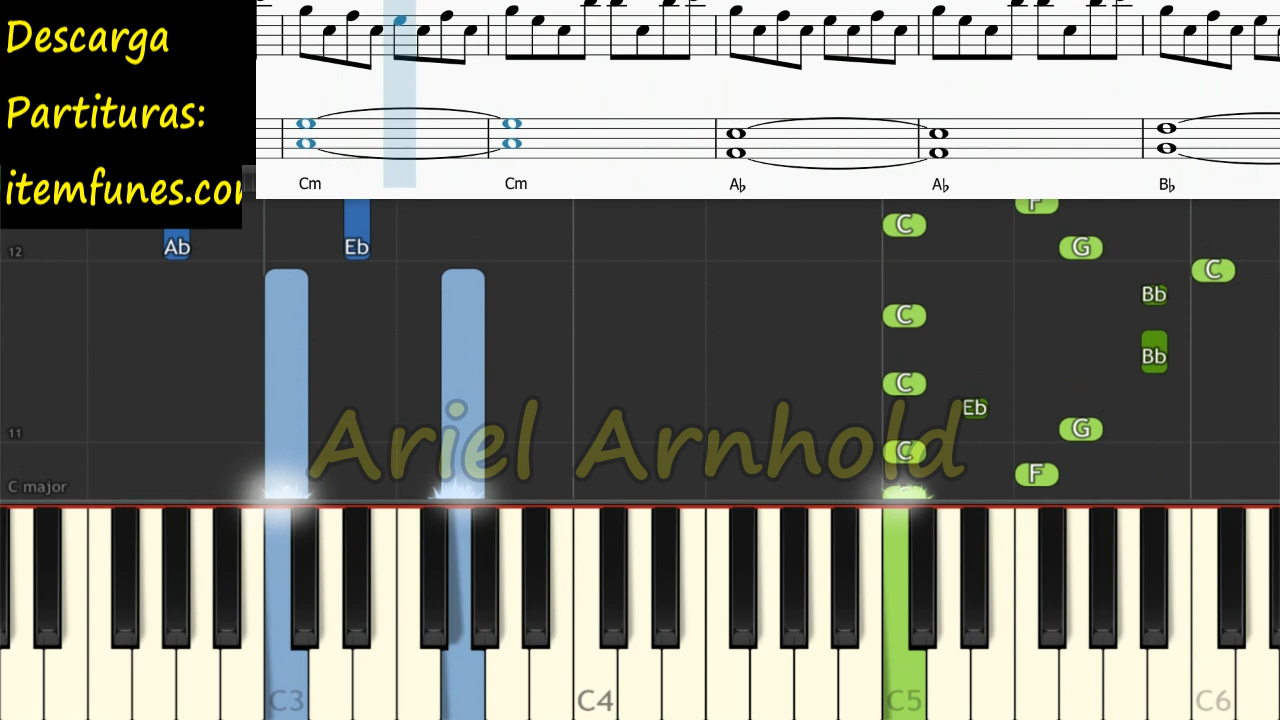 Descarga
Partituras:
itemfunes.co
Cm Cm A♭ A♭ B♭
F
C
12 Ab Eb G
C
Bb
C
Bb
C
Eb
11 G
C
F
Ariel Arnhold
C major
C3 C4 C5 C6